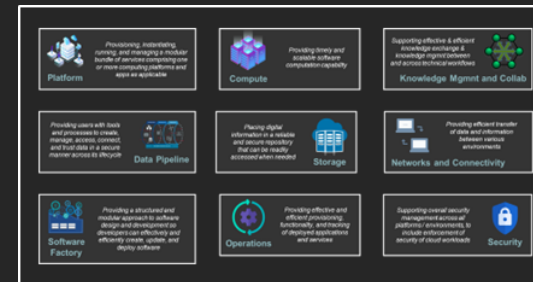 Provisioning, instantiating,
running, and managing a modular
bundle of services comprising one
or more computing platforms and
apps as applicable
Platform
Providing timely and
scalable software
computation capability
Compute
Supporting effective & efficient
knowledge exchange &
knowledge mgmnt between
and across technical workflows
Knowledge Mgmnt and Collab
Providing users with tools
and processes to create,
manage, access, connect,
and trust data in a secure
manner across its lifecycle
Data Pipeline
Placing digital
information in a reliable
and secure repository
that can be readily
accessed when needed
Storage
Providing efficient transfer
of data and information
between various
environments
Networks and Connectivity
Providing a structured and
modular approach to software
design and development so
developers can effectively and
efficiently create, update, and
deploy software
Software
Factory
Providing effective and
efficient provisioning,
functionality, and tracking
of deployed applications
and services
Operations
Supporting overall security
management across all
platforms / environments, to
include enforcement of
security of cloud workloads
Security